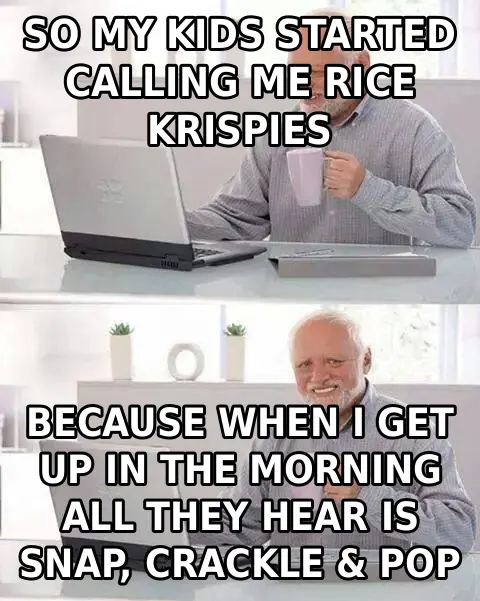 SO MY KIDS STARTED
CALLING ME RICE
KRISPIES
BECAUSE WHEN I GET
UP IN THE MORNING
ALL THEY HEAR IS
SNAP, CRACKLE & POP